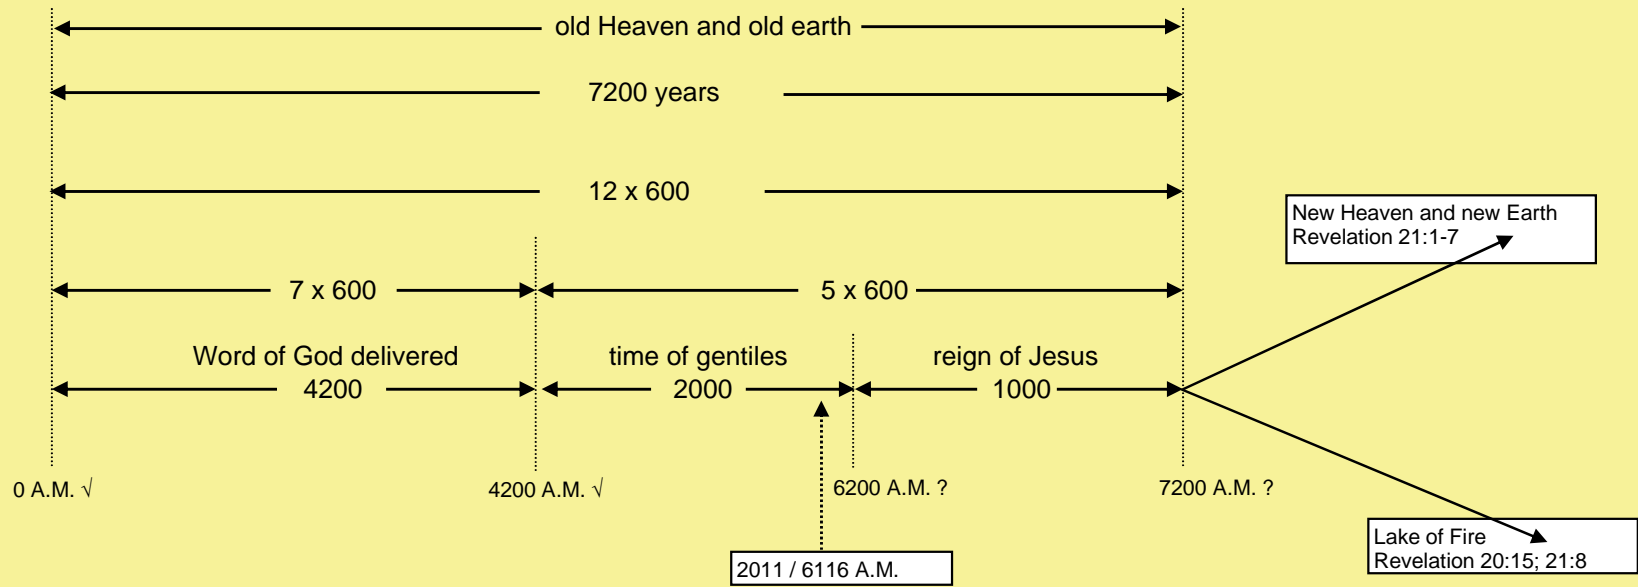 old Heaven and old earth
7200 years
12 x 600
New Heaven and new Earth
Revelation 21:1-7
7 x 600
5 x 600
Word of God delivered
4200
time of gentiles
2000
reign of Jesus
1000
0 A.M. √
4200 A.M. √
6200 A.M. ?
7200 A.M. ?
Lake of Fire
Revelation 20:15; 21:8
2011 / 6116 A.M.